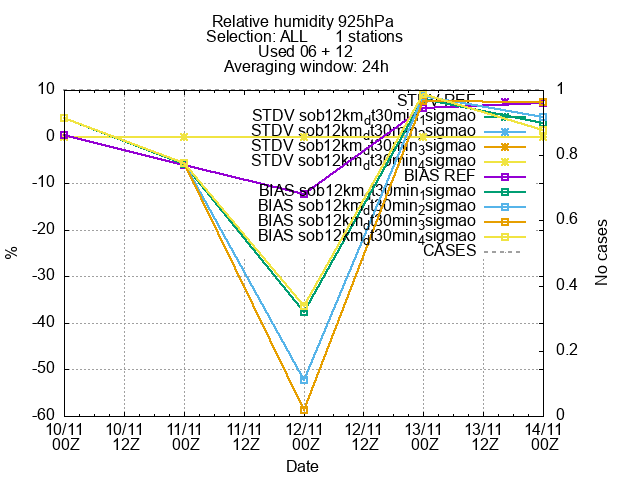 Relative humidity 925hPa
Selection: ALL 1 stations
Used 06 + 12
Averaging window: 24h
STDV REF
STDV sob12km_dt30min_1sigmao
STDV sob12km_dt30min_2sigmao
STDV sob12km_dt30min_3sigmao
STDV sob12km_dt30min_4sigmao
BIAS REF
BIAS sob12km_dt30min_1sigmao
BIAS sob12km_dt30min_2sigmao
BIAS sob12km_dt30min_3sigmao
BIAS sob12km_dt30min_4sigmao
CASES
10
0
-10
-20
-30
-40
-50
-60
%
1
0.8
0.6
0.4
0.2
0
No cases
10/11 10/11 11/11 11/11 12/11 12/11 13/11 13/11 14/11
00Z 12Z 00Z 12Z 00Z 12Z 00Z 12Z 00Z
Date